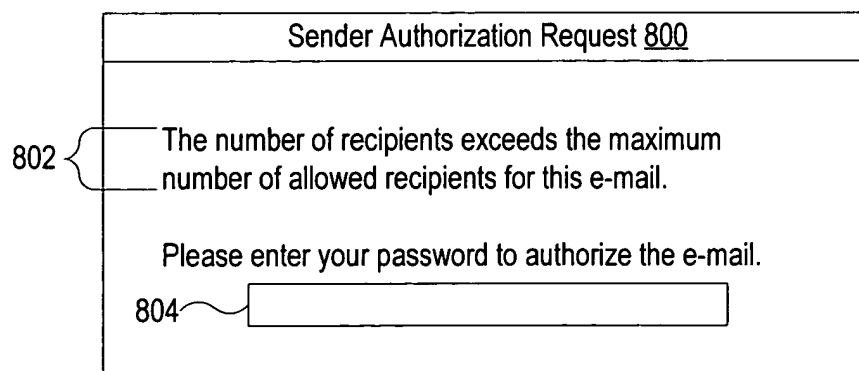 Sender Authorization Request 800
802
The number of recipients exceeds the maximum
number of allowed recipients for this e-mail.
Please enter your password to authorize the e-mail.
804